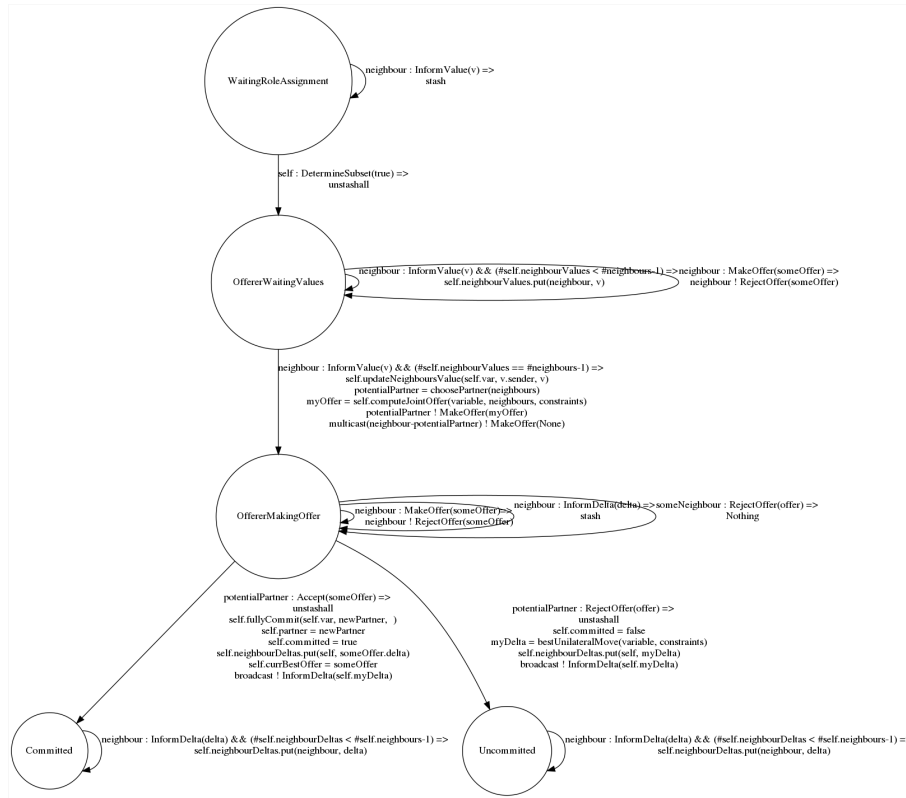 WaitingRoleAssignment
neighbour : InformValue(v) =>
stash
self : DetermineSubset(true) =>
unstashall
OffererWaitingValues
neighbour : InformValue(v) && (#self.neighbourValues < #neighbours-1) =>
self.neighbourValues.put(neighbour, v)
neighbour : MakeOffer(someOffer) =>
neighbour ! RejectOffer(someOffer)
neighbour : InformValue(v) && (#self.neighbourValues == #neighbours-1) =>
self.updateNeighboursValue(self.var, v.sender, v)
potentialPartner = choosePartner(neighbours)
myOffer = self.computeJointOffer(variable, neighbours, constraints)
potentialPartner ! MakeOffer(myOffer)
multicast(neighbour-potentialPartner) ! MakeOffer(None)
OffererMakingOffer
neighbour : MakeOffer(someOffer) =>
neighbour ! RejectOffer(someOffer)
neighbour : InformDelta(delta) =>
stash
someNeighbour : RejectOffer(offer) =>
Nothing
potentialPartner : Accept(someOffer) =>
unstashall
self.fullyCommit(self.var, newPartner,  )
self.partner = newPartner
self.committed = true
self.neighbourDeltas.put(self, someOffer.delta)
self.currBestOffer = someOffer
broadcast ! InformDelta(self.myDelta)
potentialPartner : RejectOffer(offer) =>
unstashall
self.committed = false
myDelta = bestUnilateralMove(variable, constraints)
self.neighbourDeltas.put(self, myDelta)
broadcast ! InformDelta(self.myDelta)
Committed
neighbour : InformDelta(delta) && (#self.neighbourDeltas < #self.neighbours-1) =>
self.neighbourDeltas.put(neighbour, delta)
Uncommitted
neighbour : InformDelta(delta) && (#self.neighbourDeltas < #self.neighbours-1) =
self.neighbourDeltas.put(neighbour, delta)